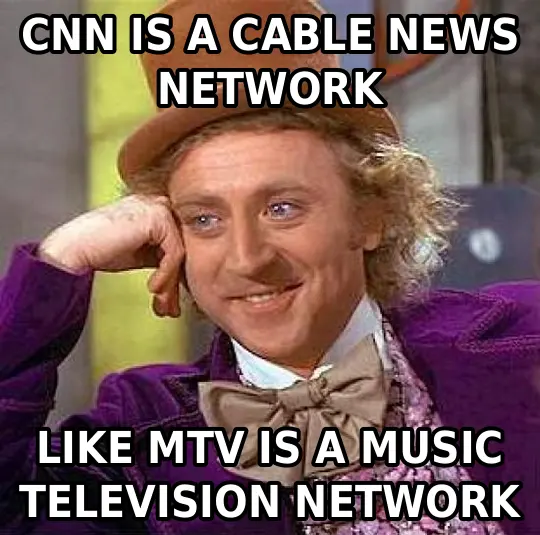 CNN IS A CABLE NEWS
NETWORK
LIKE MTV IS A MUSIC
TELEVISION NETWORK